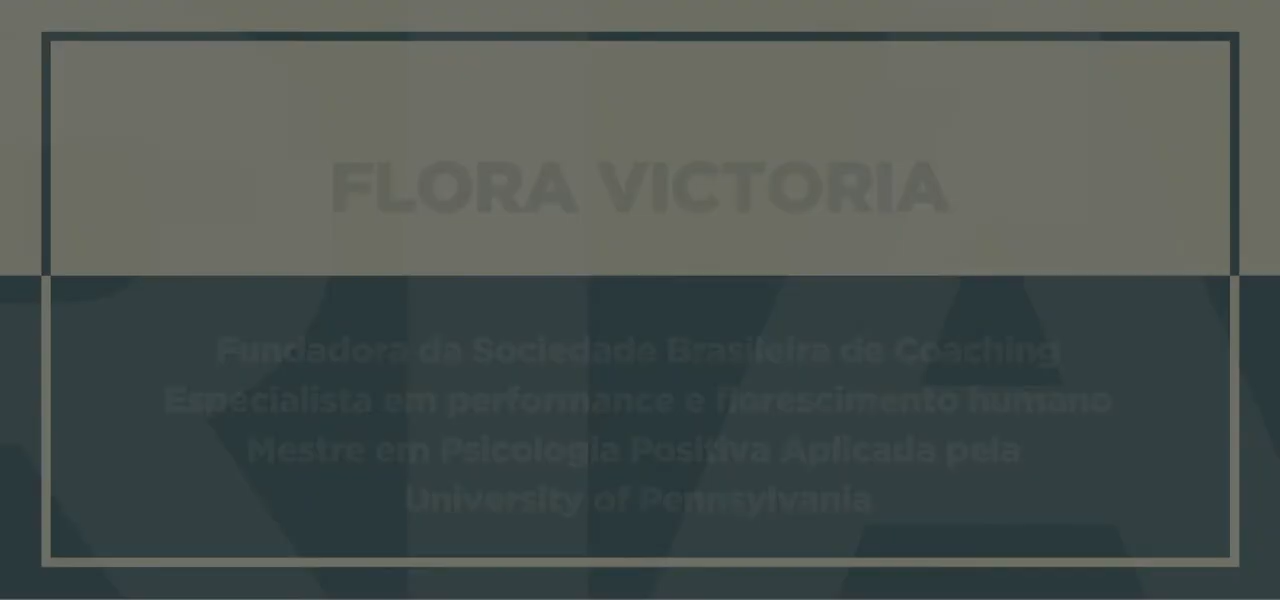 FLORA VICTORIA
Fundadora da Sociedade Brasileira de Coaching
Especialista em performance e florescimento humano
Mestre em Psicologia Positiva Aplicada pela
University of Pennsylvania